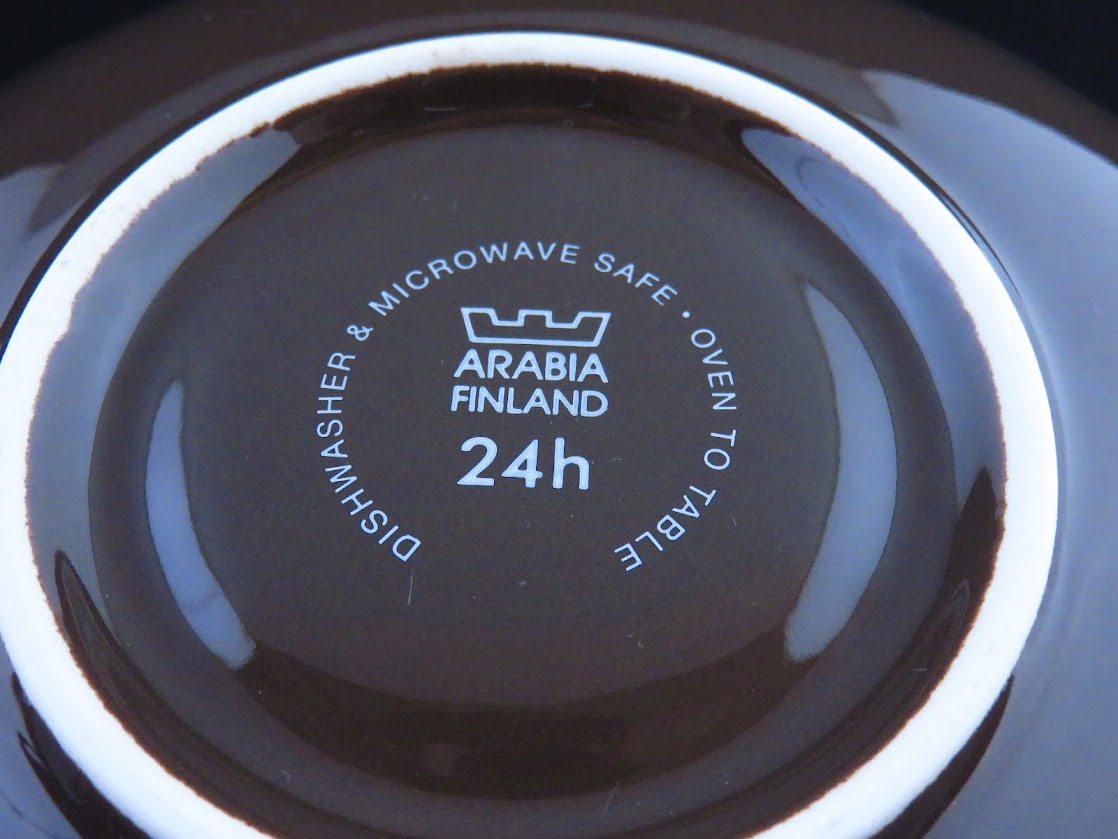 DISHWASHER & MICROWAVE SAFE · OVEN TO TABLE
ARABIA
FINLAND
24h